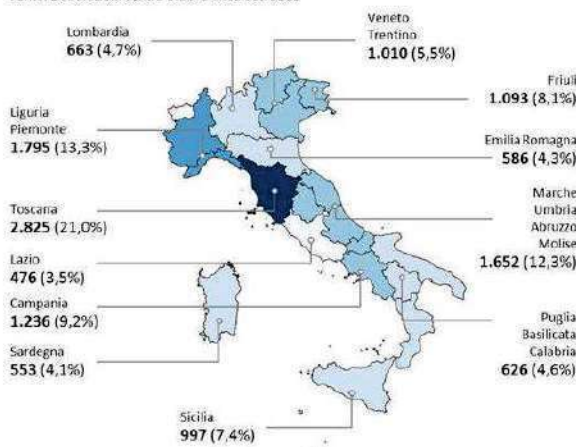 Lombardia
663 (4,7%)
Veneto
Trentino
1.010 (5,5%)
Friuli
1.093 (8,1%)
Liguria
Piemonte
1.795 (13,3%)
Emilia Romagna
586 (4,3%)
Toscana
2.825 (21,0%)
Marche
Umbria
Abruzzo
Molise
1.652 (12,3%)
Lazio
476 (3,5%)
Campania
1.236 (9,2%)
Sardegna
553 (4,1%)
Puglia
Basilicata
Calabria
626 (4,6%)
Sicilia
997 (7,4%)